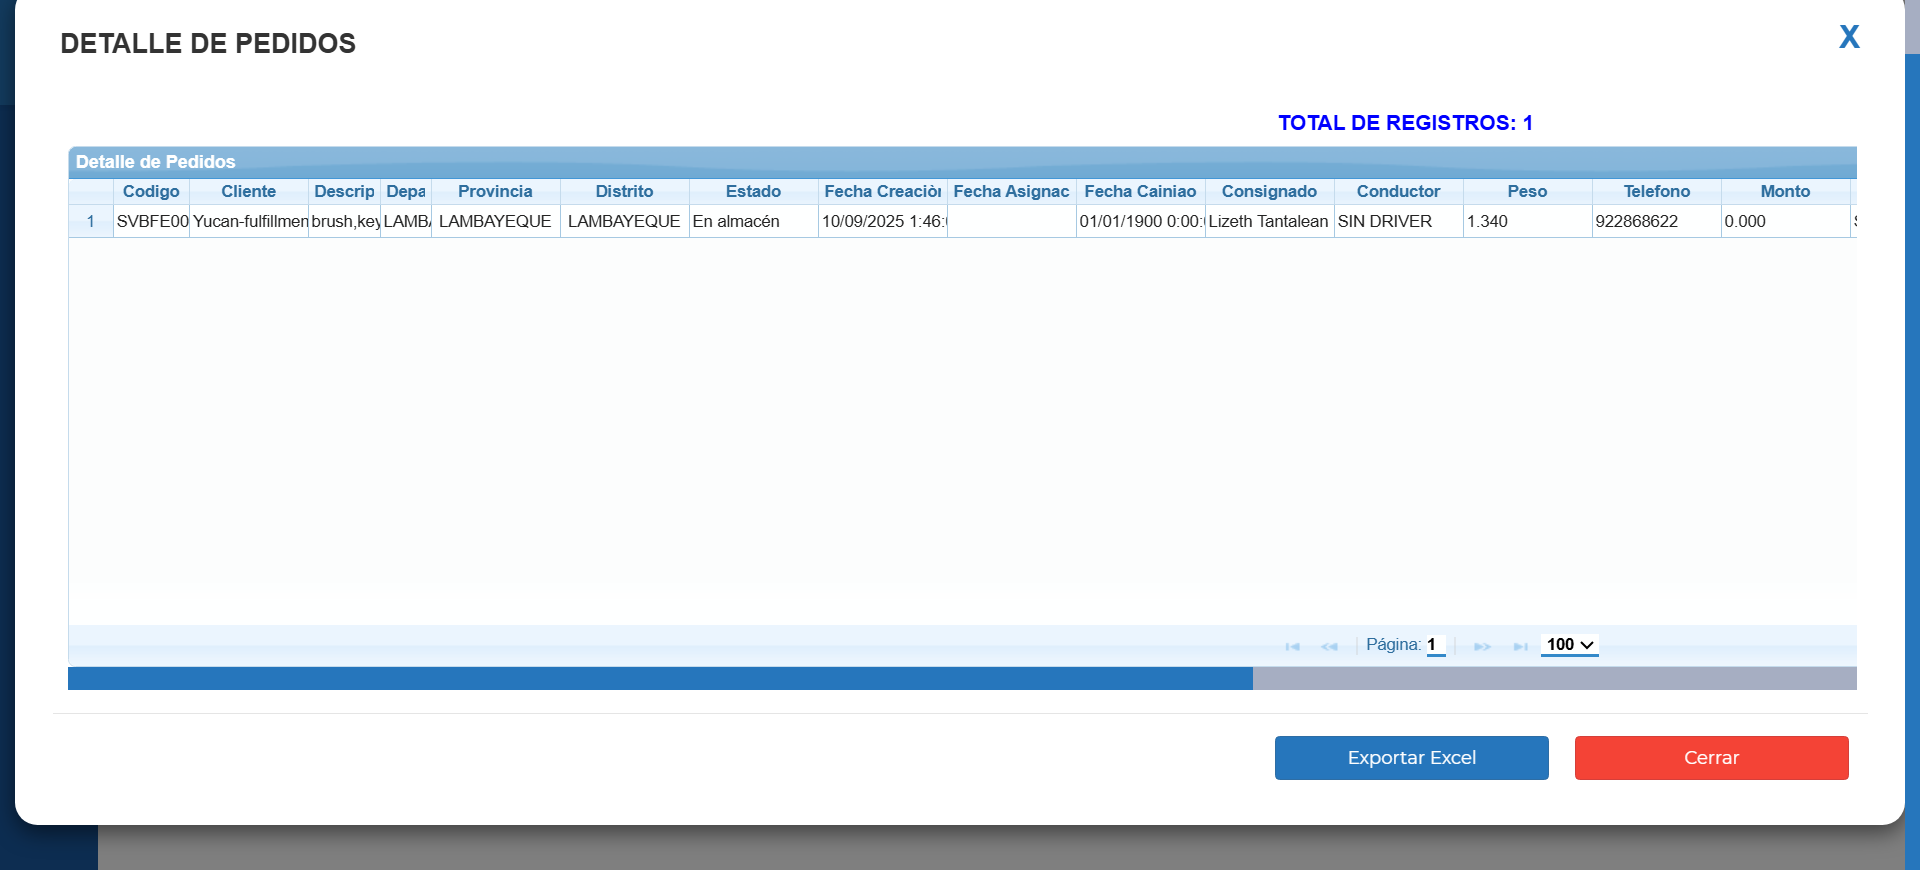 DETALLE DE PEDIDOS
X
TOTAL DE REGISTROS: 1
Detalle de Pedidos
Codigo Cliente Descrip Depa Provincia Distrito Estado Fecha Creaciòn Fecha Asignac Fecha Cainiao Consignado Conductor Peso Telefono Monto
1 SVBFE00 Yucan-fulfillmen brush,key LAMBA LAMBAYEQUE LAMBAYEQUE En almacén 10/09/2025 1:46: 01/01/1900 0:00: Lizeth Tantalean SIN DRIVER 1.340 922868622 0.000
Página: 1 100
Exportar Excel Cerrar